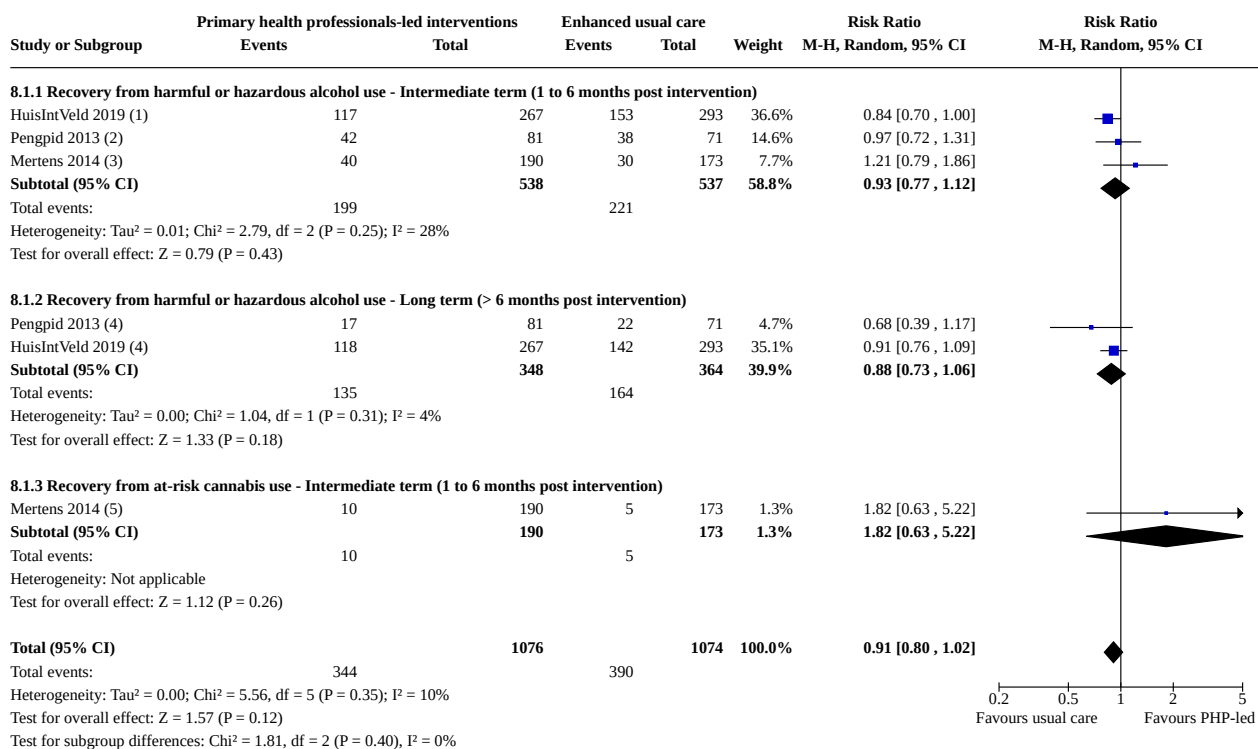 Primary health professionals-led interventions Enhanced usual care Risk Ratio Risk Ratio
Study or Subgroup Events Total Events Total Weight M-H, Random, 95% CI M-H, Random, 95% CI
8.1.1 Recovery from harmful or hazardous alcohol use - Intermediate term (1 to 6 months post intervention)
HuisIntVeld 2019 (1) 117 267 153 293 36.6% 0.84 [0.70 , 1.00]
Pengpid 2013 (2) 42 81 38 71 14.6% 0.97 [0.72 , 1.31]
Mertens 2014 (3) 40 190 30 173 7.7% 1.21 [0.79 , 1.86]
Subtotal (95% CI) 538 537 58.8% 0.93 [0.77 , 1.12]
Total events: 199 221
Heterogeneity: Tau² = 0.01; Chi² = 2.79, df = 2 (P = 0.25); I² = 28%
Test for overall effect: Z = 0.79 (P = 0.43)
8.1.2 Recovery from harmful or hazardous alcohol use - Long term (> 6 months post intervention)
Pengpid 2013 (4) 17 81 22 71 4.7% 0.68 [0.39 , 1.17]
HuisIntVeld 2019 (4) 118 267 142 293 35.1% 0.91 [0.76 , 1.09]
Subtotal (95% CI) 348 364 39.9% 0.88 [0.73 , 1.06]
Total events: 135 164
Heterogeneity: Tau² = 0.00; Chi² = 1.04, df = 1 (P = 0.31); I² = 4%
Test for overall effect: Z = 1.33 (P = 0.18)
8.1.3 Recovery from at-risk cannabis use - Intermediate term (1 to 6 months post intervention)
Mertens 2014 (5) 10 190 5 173 1.3% 1.82 [0.63 , 5.22]
Subtotal (95% CI) 190 173 1.3% 1.82 [0.63 , 5.22]
Total events: 10 5
Heterogeneity: Not applicable
Test for overall effect: Z = 1.12 (P = 0.26)
Total (95% CI) 1076 1074 100.0% 0.91 [0.80 , 1.02]
Total events: 344 390
Heterogeneity: Tau² = 0.00; Chi² = 5.56, df = 5 (P = 0.35); I² = 10%
0.2 0.5 1 2 5
Test for overall effect: Z = 1.57 (P = 0.12) Favours usual care Favours PHP-led
Test for subgroup differences: Chi² = 1.81, df = 2 (P = 0.40), I² = 0%